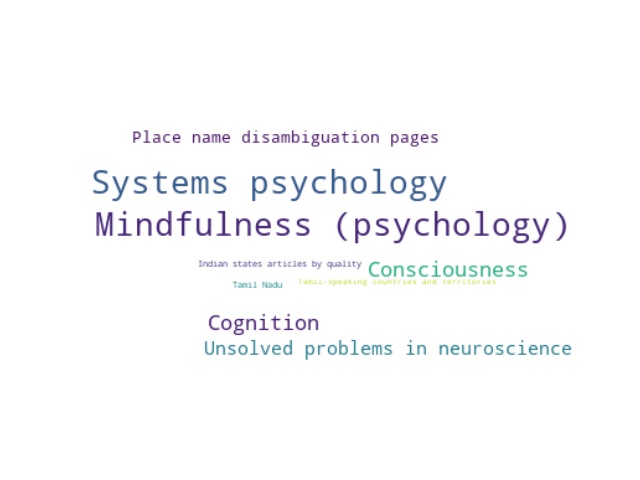 Place name disambiguation pages
Systems psychology
Mindfulness (psychology)
Indian states articles by quality
Consciousness
Tamil Nadu
Tamil-speaking countries and territories
Cognition
Unsolved problems in neuroscience